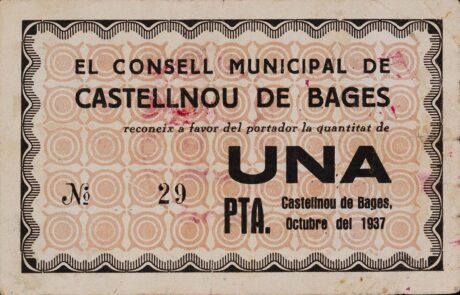 EL CONSELL MUNICIPAL DE
CASTELLNOU DE BAGES
reconeix a favor del portador la quantitat de
UNA
Nº 29
PTA. Castellnou de Bages,
Octubre del 1937